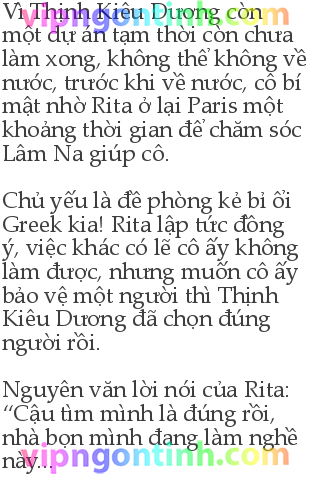 Vì Thịnh Kiêu Dương còn
vipngontinh.com
một dự án tạm thời còn chưa
làm xong, không thể không về
nước, trước khi về nước, cô bí
mật nhờ Rita ở lại Paris một
khoảng thời gian để chăm sóc
Lâm Na giúp cô.
Chủ yếu là đề phòng kẻ bỉ ổi
Greek kia! Rita lập tức đồng
ý, việc khác có lẽ cô ấy không
làm được, nhưng muốn cô ấy
bảo vệ một người thì Thịnh
Kiêu Dương đã chọn đúng
người rồi.
Nguyên văn lời nói của Rita:
“Cậu tìm mình là đúng rồi,
nhà bọn mình đang làm nghề
này...
vipngontinh.com